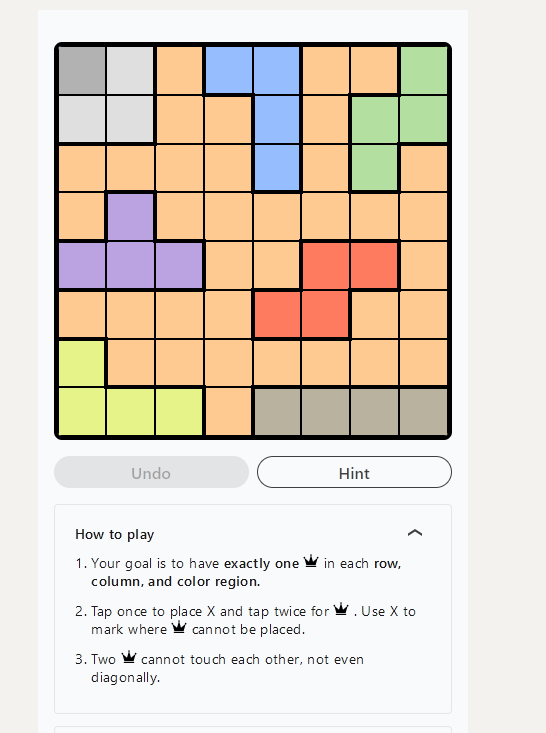 Undo
Hint
How to play
1. Your goal is to have exactly one in each row,
column, and color region.
2. Tap once to place X and tap twice for . Use X to
mark where cannot be placed.
3. Two cannot touch each other, not even
diagonally.